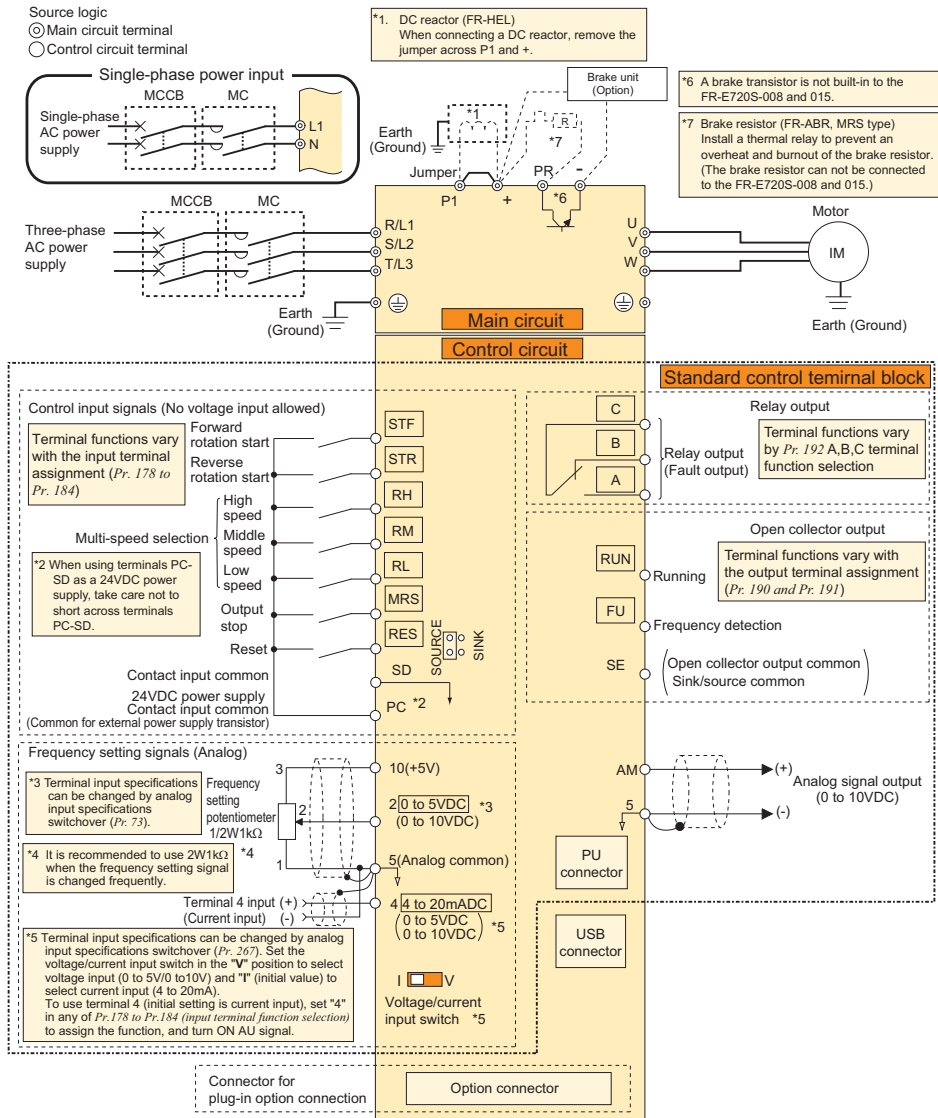 Source logic
Main circuit terminal
Control circuit terminal
Single-phase power input
MCCB
MC
Single-phase
AC power
supply
L1
N
*1. DC reactor (FR-HEL)
When connecting a DC reactor, remove the
jumper across P1 and +.
Brake unit
(Option)
*6 A brake transistor is not built-in to the
FR-E720S-008 and 015.
*7 Brake resistor (FR-ABR, MRS type)
Install a thermal relay to prevent an
overheat and burnout of the brake resistor.
(The brake resistor can not be connected
to the FR-E720S-008 and 015.)
*1
R
*7
Earth
(Ground)
Jumper
P1
+
PR
-
*6
MCCB
MC
Three-phase
AC power
supply
R/L1
S/L2
T/L3
U
V
W
Motor
IM
Earth
(Ground)
Earth (Ground)
Main circuit
Control circuit
Standard control temirnal block
Control input signals (No voltage input allowed)
Terminal functions vary
with the input terminal
assignment (Pr. 178 to
Pr. 184)
Forward
rotation start
Reverse
rotation start
Multi-speed selection
High
speed
Middle
speed
Low
speed
Output
stop
Reset
*2 When using terminals PC-
SD as a 24VDC power
supply, take care not to
short across terminals
PC-SD.
Contact input common
24VDC power supply
Contact input common
(Common for external power supply transistor)
STF
STR
RH
RM
RL
MRS
RES
SD
PC *2
SOURCE
SINK
C
B
A
Relay output
Relay output
(Fault output)
Terminal functions vary
by Pr. 192 A,B,C terminal
function selection
Open collector output
RUN
Running
Terminal functions vary with
the output terminal assignment
(Pr. 190 and Pr. 191)
FU
Frequency detection
SE
Open collector output common
Sink/source common
Frequency setting signals (Analog)
*3 Terminal input specifications
can be changed by analog
input specifications
switchover (Pr. 73).
Frequency
setting
potentiometer
1/2W1kΩ
*4
*4 It is recommended to use 2W1kΩ
when the frequency setting signal
is changed frequently.
3
2
1
10(+5V)
2 0 to 5VDC *3
(0 to 10VDC)
5(Analog common)
Terminal 4 input (+)
(Current input) (-)
4 4 to 20mADC
(0 to 5VDC
0 to 10VDC) *5
*5 Terminal input specifications can be changed by analog
input specifications switchover (Pr. 267). Set the
voltage/current input switch in the "V" position to select
voltage input (0 to 5V/0 to10V) and "I" (initial value) to
select current input (4 to 20mA).
To use terminal 4 (initial setting is current input), set "4"
in any of Pr.178 to Pr.184 (input terminal function selection)
to assign the function, and turn ON AU signal.
I
V
Voltage/current
input switch *5
AM
(+)
Analog signal output
(0 to 10VDC)
5
(-)
PU
connector
USB
connector
Connector for
plug-in option connection
Option connector